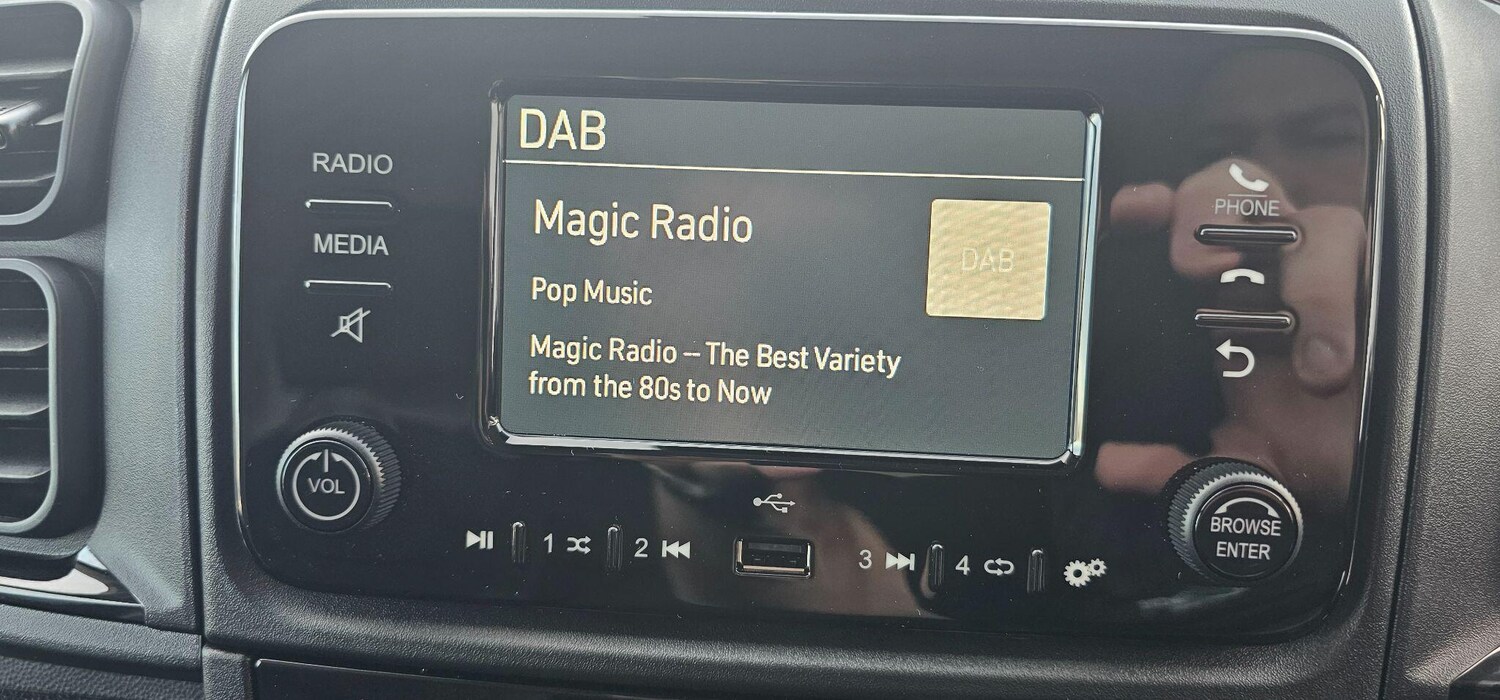 DAB
Magic Radio
DAB
Pop Music
Magic Radio – The Best Variety
from the 80s to Now
RADIO
MEDIA
VOL
1
2
3
4
PHONE
BROWSE
ENTER